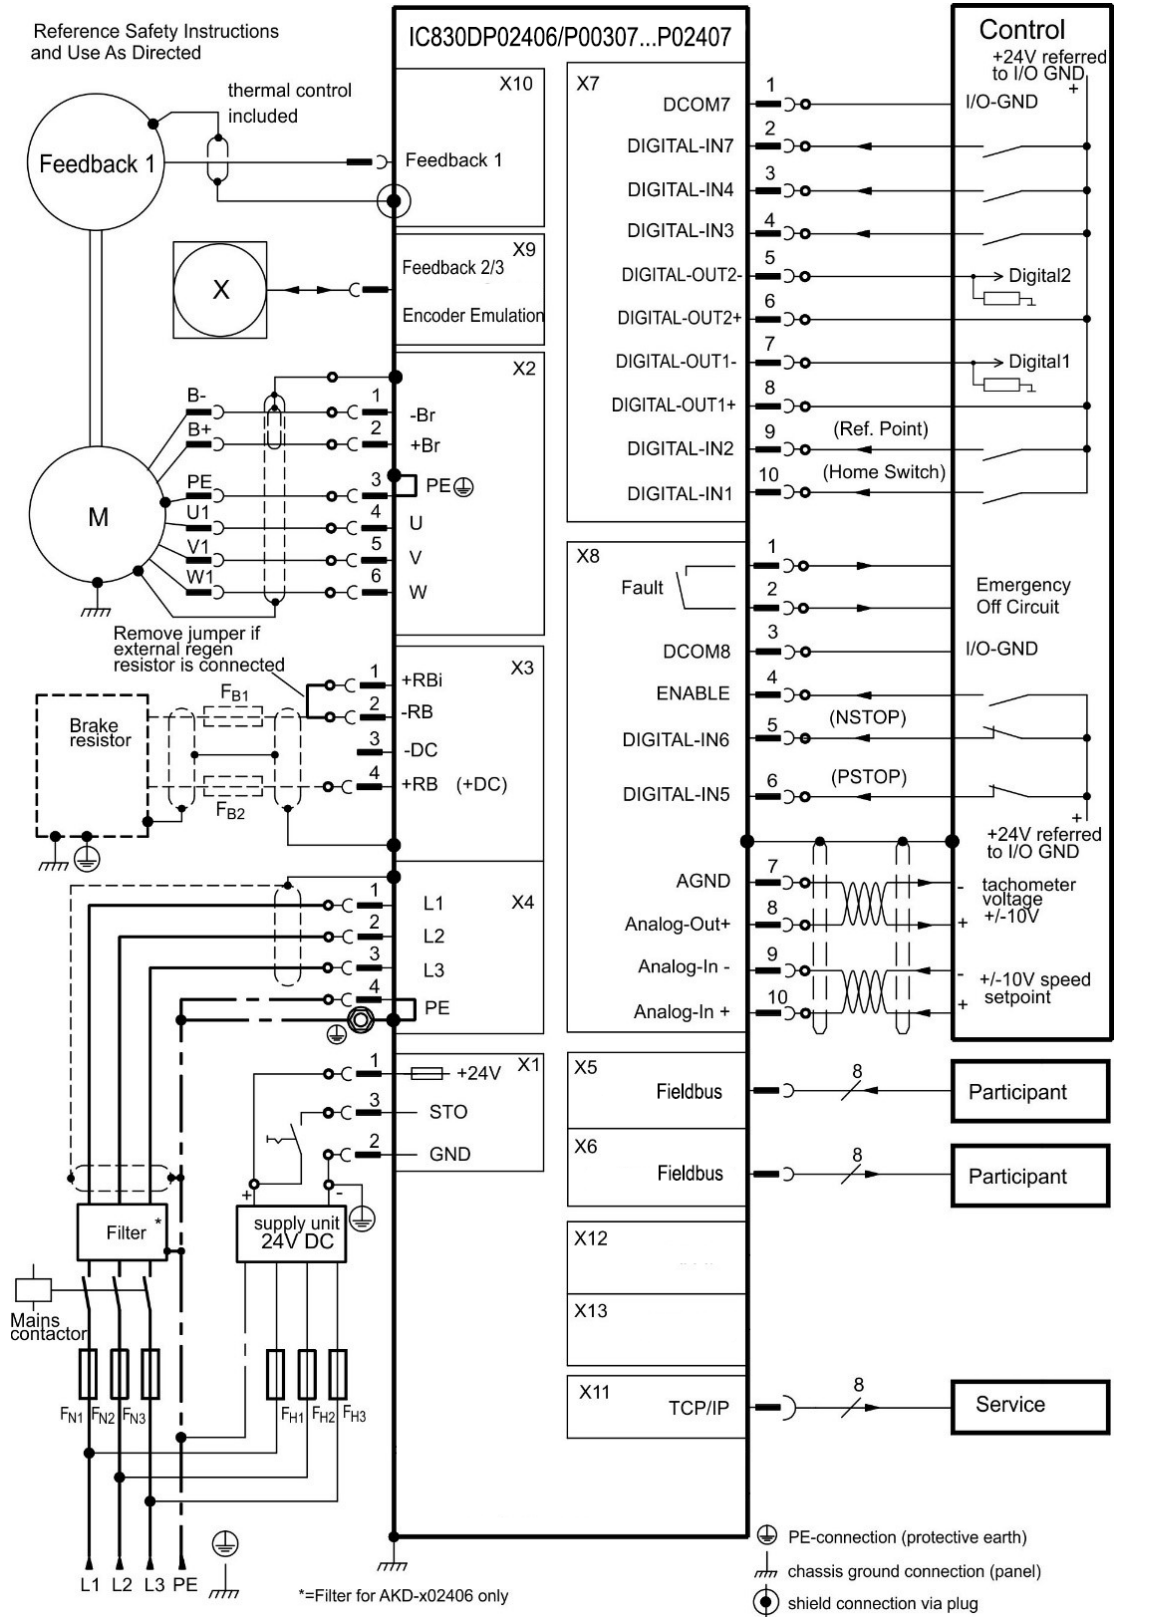 Reference Safety Instructions
and Use As Directed
IC830DP02406/P00307...P02407
Control
+24V referred
to I/O GND
+
I/O-GND
thermal control
included
Feedback 1
X10
Feedback 1
X9
Feedback 2/3
Encoder Emulation
X
X2
B-
1
-Br
B+
2
+Br
PE
3
PE
U1
4
U
V1
5
V
W1
6
W
M
Remove jumper if
external regen
resistor is connected
X3
1
+RBi
FB1
2
-RB
Brake
resistor
3
-DC
4
+RB (+DC)
FB2
X4
1
L1
2
L2
3
L3
4
PE
X1
1
+24V
3
STO
2
GND
+
-
supply unit
24V DC
Filter *
Mains
contactor
FN1
FN2
FN3
FH1
FH2
FH3
L1
L2
L3
PE
*=Filter for AKD-x02406 only
X7
DCOM7
1
DIGITAL-IN7
2
DIGITAL-IN4
3
DIGITAL-IN3
4
DIGITAL-OUT2-
5
Digital2
DIGITAL-OUT2+
6
DIGITAL-OUT1-
7
Digital1
DIGITAL-OUT1+
8
DIGITAL-IN2
9
(Ref. Point)
DIGITAL-IN1
10
(Home Switch)
X8
Fault
1
2
Emergency
Off Circuit
DCOM8
3
I/O-GND
ENABLE
4
DIGITAL-IN6
5
(NSTOP)
DIGITAL-IN5
6
(PSTOP)
+
+24V referred
to I/O GND
AGND
7
-
tachometer
voltage
+/-10V
Analog-Out+
8
+
Analog-In -
9
-
+/-10V speed
setpoint
Analog-In +
10
+
X5
Fieldbus
8
Participant
X6
Fieldbus
8
Participant
X12
X13
X11
TCP/IP
8
Service
PE-connection (protective earth)
chassis ground connection (panel)
shield connection via plug